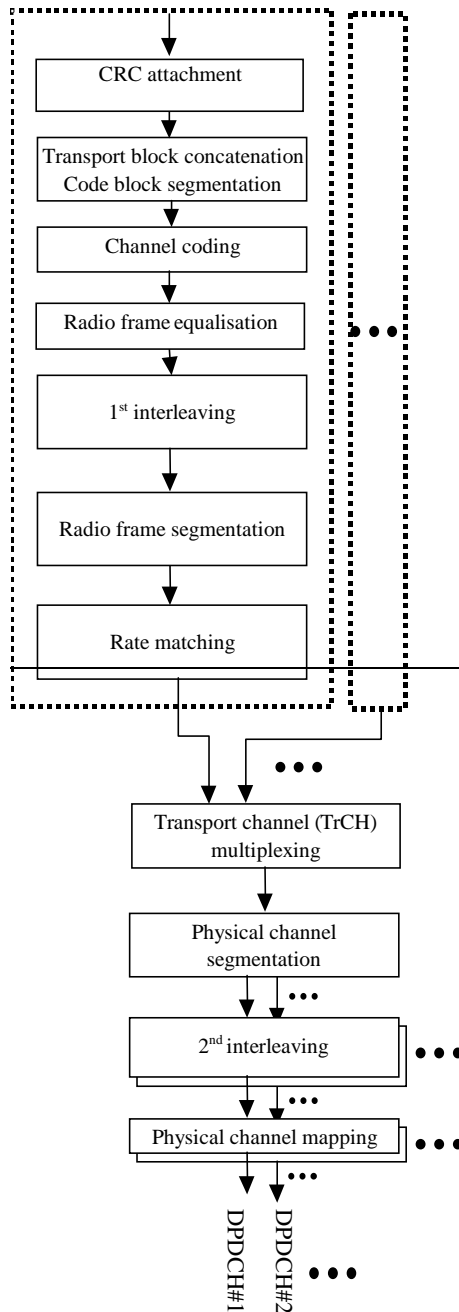 CRC attachment
Transport block concatenation
Code block segmentation
Channel coding
Radio frame equalisation
1st interleaving
Radio frame segmentation
Rate matching
Transport channel (TrCH)
multiplexing
Physical channel
segmentation
2nd interleaving
Physical channel mapping
DPDCH#1
DPDCH#2